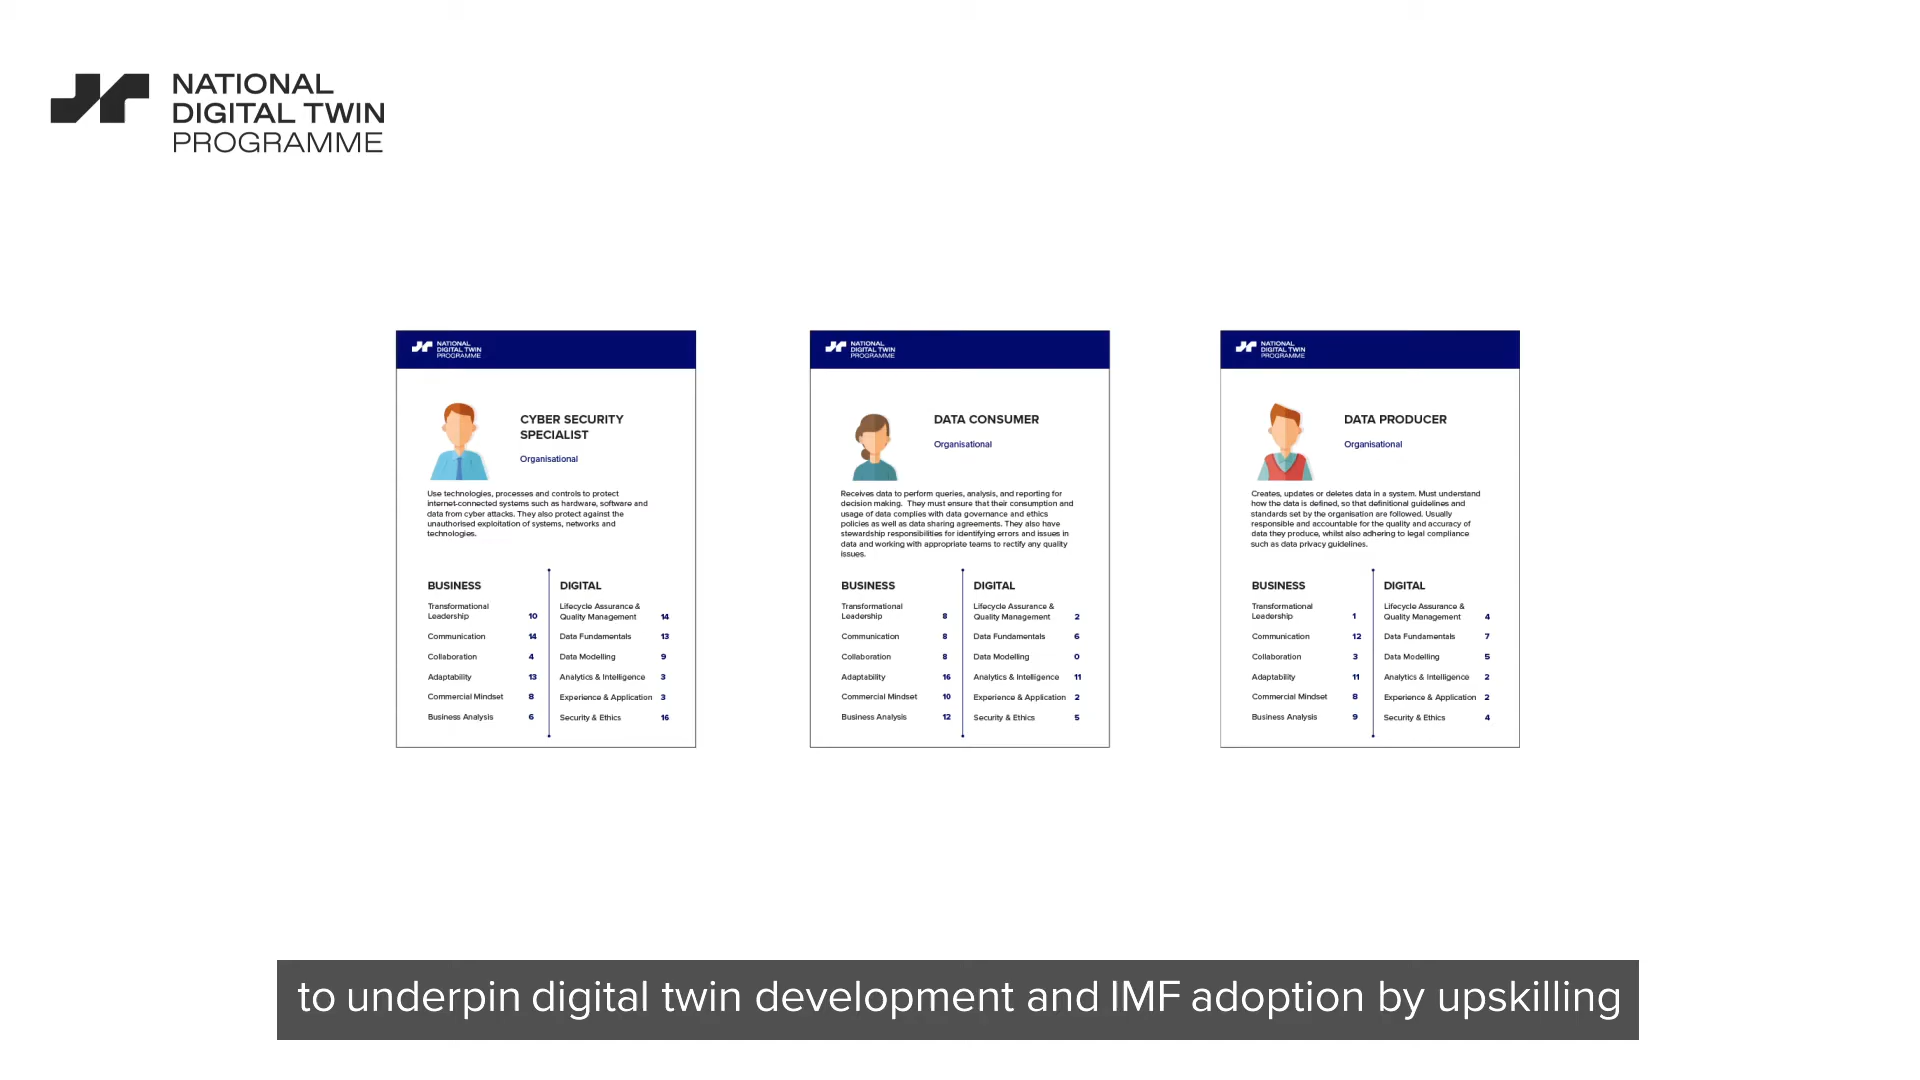 NATIONAL
DIGITAL TWIN
PROGRAMME
NATIONAL
DIGITAL TWIN
PROGRAMME
CYBER SECURITY
SPECIALIST
Organisational
Use technologies, processes and controls to protect
internet-connected systems such as hardware, software and
data from cyber attacks. They also protect against the
unauthorised exploitation of systems, networks and
technologies.
BUSINESS
Transformational
Leadership 10
Communication 14
Collaboration 4
Adaptability 13
Commercial Mindset 8
Business Analysis 6
DIGITAL
Lifecycle Assurance &
Quality Management 14
Data Fundamentals 13
Data Modelling 9
Analytics & Intelligence 3
Experience & Application 3
Security & Ethics 16
NATIONAL
DIGITAL TWIN
PROGRAMME
DATA CONSUMER
Organisational
Receives data to perform queries, analysis, and reporting for
decision making. They must ensure that their consumption and
usage of data complies with data governance and ethics
policies as well as data sharing agreements. They also have
stewardship responsibilities for identifying errors and issues in
data and working with appropriate teams to rectify any quality
issues.
BUSINESS
Transformational
Leadership 8
Communication 8
Collaboration 8
Adaptability 16
Commercial Mindset 10
Business Analysis 12
DIGITAL
Lifecycle Assurance &
Quality Management 2
Data Fundamentals 6
Data Modelling 0
Analytics & Intelligence 11
Experience & Application 2
Security & Ethics 5
NATIONAL
DIGITAL TWIN
PROGRAMME
DATA PRODUCER
Organisational
Creates, updates or deletes data in a system. Must understand
how the data is defined, so that definitional guidelines and
standards set by the organisation are followed. Usually
responsible and accountable for the quality and accuracy of
data they produce, whilst also adhering to legal compliance
such as data privacy guidelines.
BUSINESS
Transformational
Leadership 1
Communication 12
Collaboration 3
Adaptability 11
Commercial Mindset 8
Business Analysis 9
DIGITAL
Lifecycle Assurance &
Quality Management 4
Data Fundamentals 7
Data Modelling 5
Analytics & Intelligence 2
Experience & Application 2
Security & Ethics 4
to underpin digital twin development and IMF adoption by upskilling